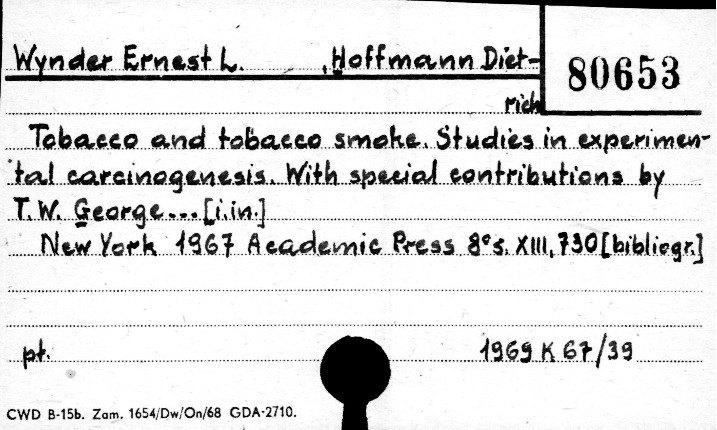 Wynder Ernest L. , Hoffmann Diet-
rich
80653
Tobacco and tobacco smoke. Studies in experimen-
tal carcinogenesis. With special contributions by
T.W. George... [i.in.]
New York 1967 Academic Press 8° s. XIII, 730 [bibliogr.]
pt. 1969 K 67/39
CWD B-15b. Zam. 1654/Dw/On/68 GDA-2710.